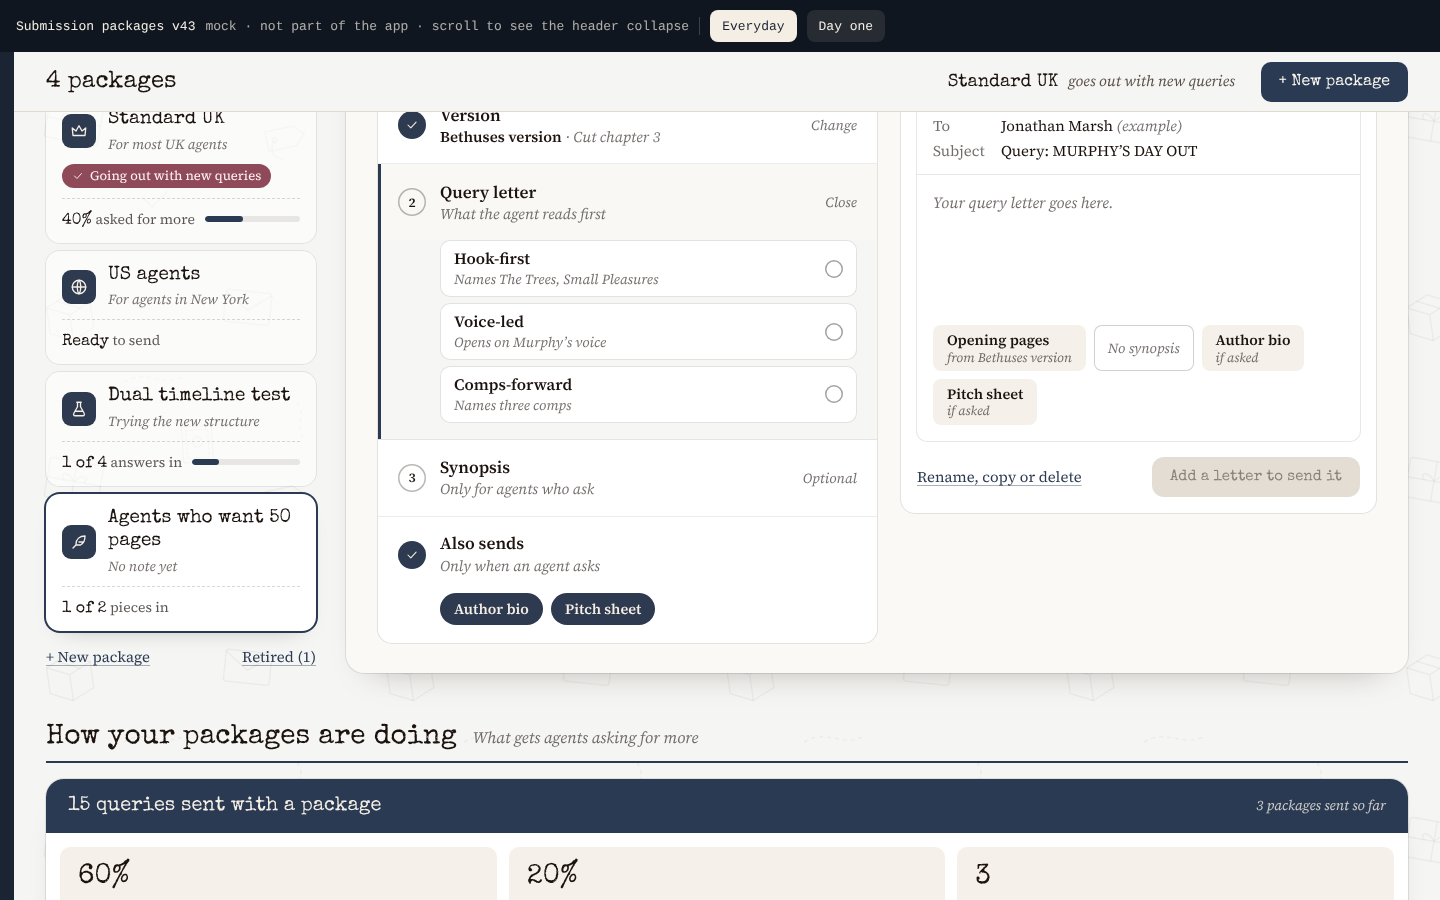 Submission packages v43 mock · not part of the app · scroll to see the header collapse Everyday Day one
4 packages
Standard UK goes out with new queries + New package
Standard UK
For most UK agents
Going out with new queries
40% asked for more
US agents
For agents in New York
Ready to send
Dual timeline test
Trying the new structure
1 of 4 answers in
Agents who want 50
pages
No note yet
1 of 2 pieces in
+ New package Retired (1)
Version
Bethuses version · Cut chapter 3
Change
2
Query letter
What the agent reads first
Close
Hook-first
Names The Trees, Small Pleasures
Voice-led
Opens on Murphy’s voice
Comps-forward
Names three comps
3
Synopsis
Only for agents who ask
Optional
Also sends
Only when an agent asks
Author bio Pitch sheet
To Jonathan Marsh (example)
Subject Query: MURPHY’S DAY OUT
Your query letter goes here.
Opening pages
from Bethuses version
No synopsis
Author bio
if asked
Pitch sheet
if asked
Rename, copy or delete Add a letter to send it
How your packages are doing What gets agents asking for more
15 queries sent with a package 3 packages sent so far
60% 20% 3